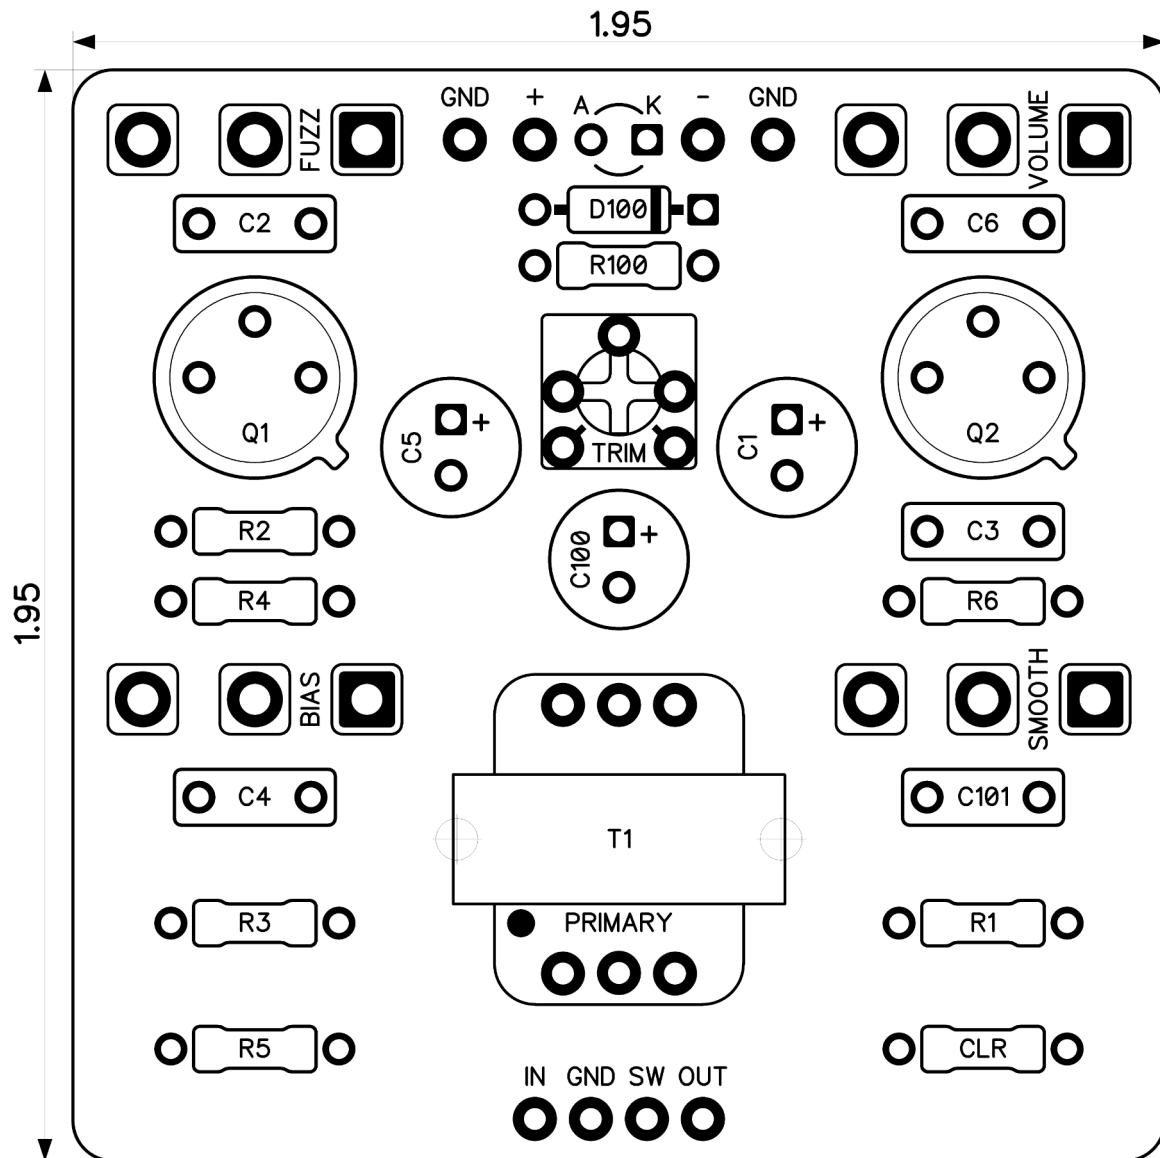 1.95
GND + A K - GND
FUZZ
VOLUME
D100
C2
C6
R100
Q1
Q2
C5
+
TRIM
C1
+
R2
C100
+
C3
R4
R6
BIAS
SMOOTH
1.95
C4
C101
T1
R3
PRIMARY
R1
R5
CLR
IN GND SW OUT